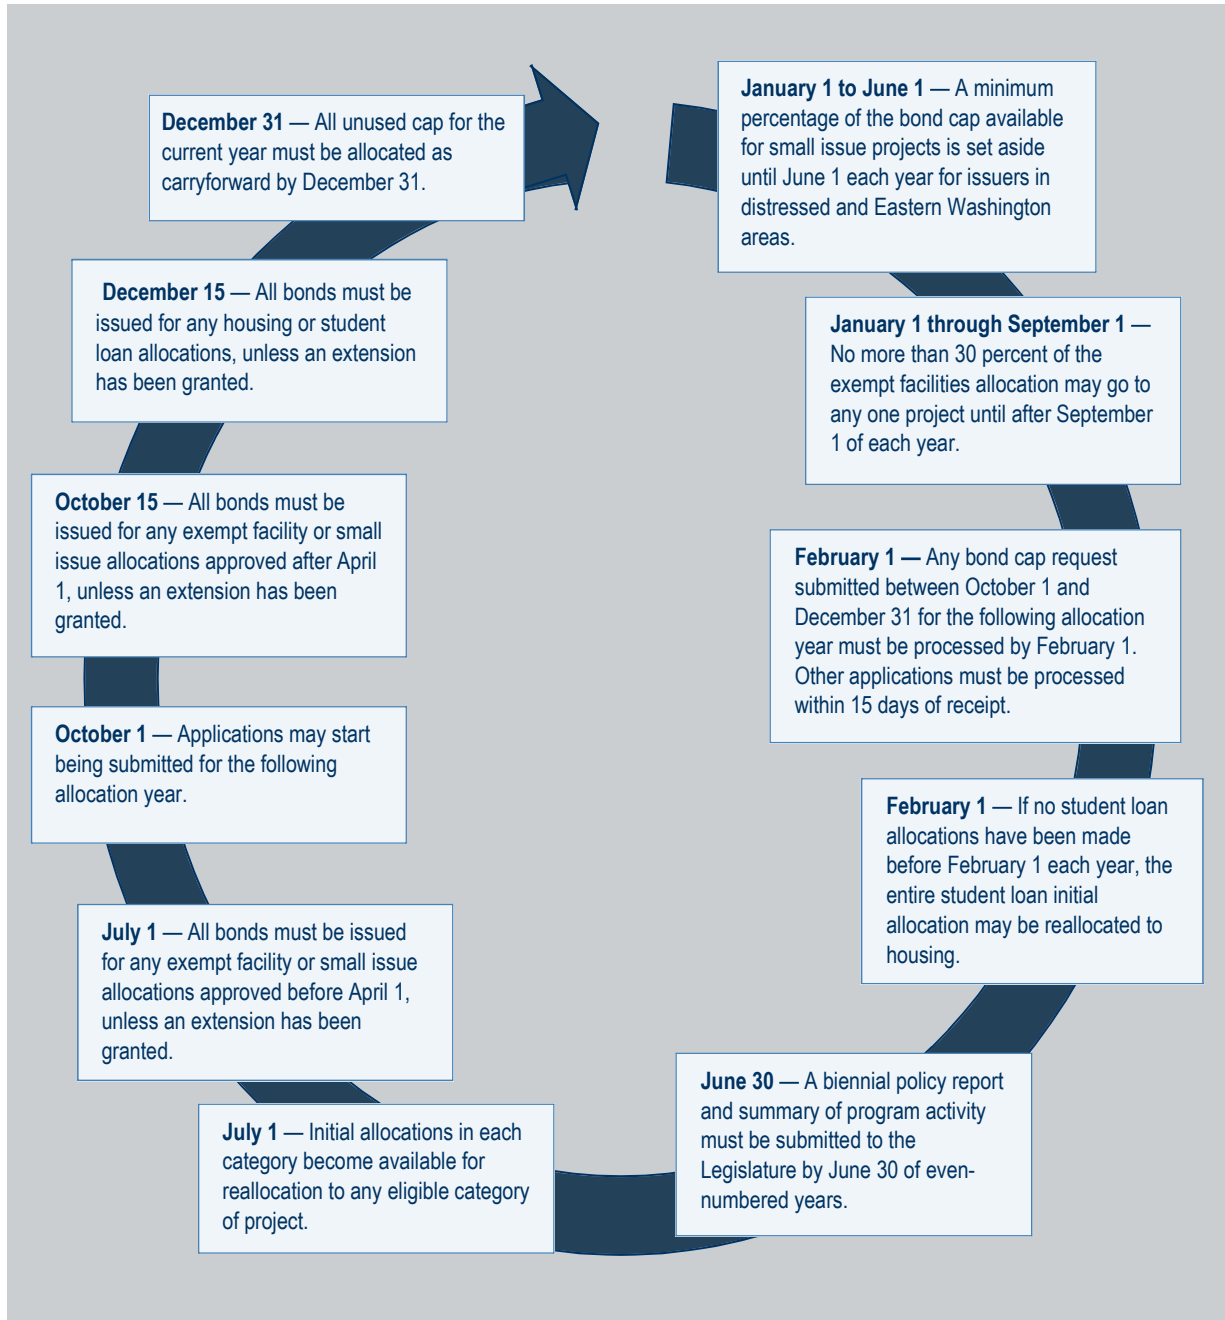 January 1 to June 1 — A minimum
percentage of the bond cap available
for small issue projects is set aside
until June 1 each year for issuers in
distressed and Eastern Washington
areas.
January 1 through September 1 —
No more than 30 percent of the
exempt facilities allocation may go to
any one project until after September
1 of each year.
February 1 — Any bond cap request
submitted between October 1 and
December 31 for the following allocation
year must be processed by February 1.
Other applications must be processed
within 15 days of receipt.
February 1 — If no student loan
allocations have been made
before February 1 each year, the
entire student loan initial
allocation may be reallocated to
housing.
June 30 — A biennial policy report
and summary of program activity
must be submitted to the
Legislature by June 30 of even-
numbered years.
July 1 — Initial allocations in each
category become available for
reallocation to any eligible category
of project.
July 1 — All bonds must be issued
for any exempt facility or small issue
allocations approved before April 1,
unless an extension has been
granted.
October 1 — Applications may start
being submitted for the following
allocation year.
October 15 — All bonds must be
issued for any exempt facility or small
issue allocations approved after April
1, unless an extension has been
granted.
December 15 — All bonds must be
issued for any housing or student
loan allocations, unless an extension
has been granted.
December 31 — All unused cap for the
current year must be allocated as
carryforward by December 31.